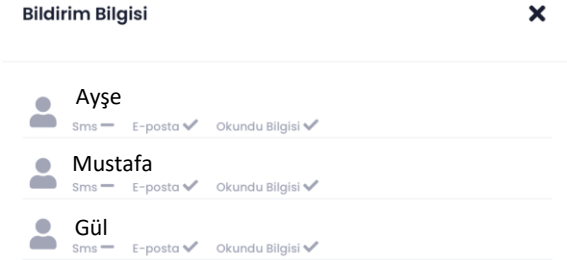 Bildirim Bilgisi
Ayşe
Sms E-posta Okundu Bilgisi
Mustafa
Sms E-posta Okundu Bilgisi
Gül
Sms E-posta Okundu Bilgisi